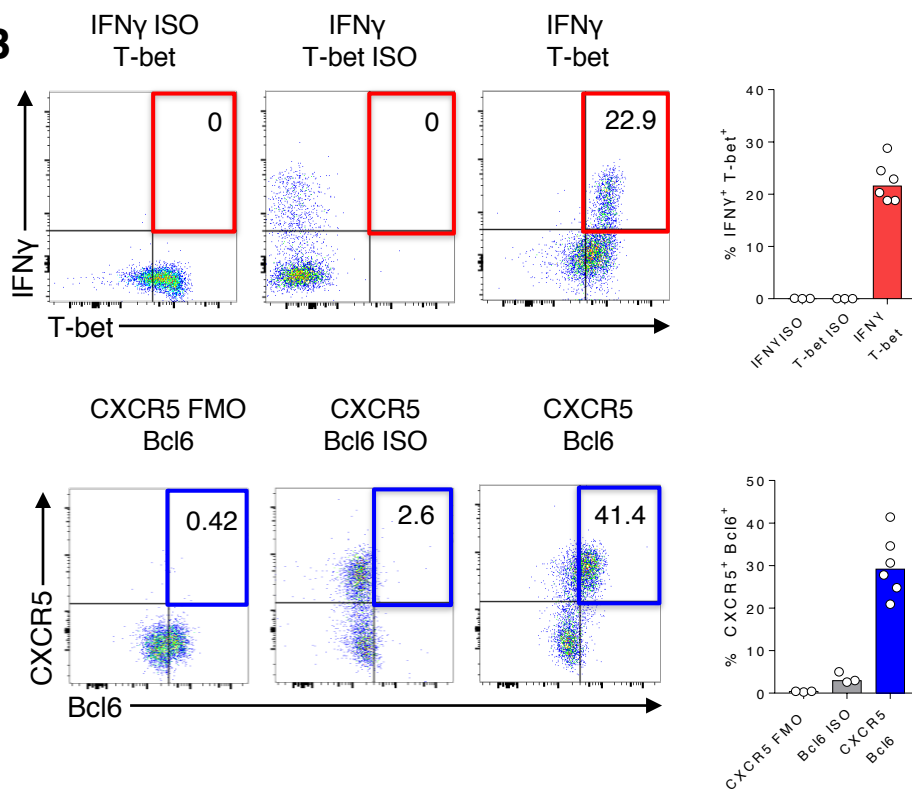 B
IFNγ ISO
T-bet
IFNγ
T-bet ISO
IFNγ
T-bet
0
0
22.9
IFNγ
T-bet
% IFNγ⁺ T-bet⁺
40
30
20
10
0
IFNγ ISO
T-bet ISO
IFNγ
T-bet
CXCR5 FMO
Bcl6
CXCR5
Bcl6 ISO
CXCR5
Bcl6
0.42
2.6
41.4
CXCR5
Bcl6
% CXCR5⁺ Bcl6⁺
50
40
30
20
10
0
CXCR5 FMO
Bcl6 ISO
CXCR5
Bcl6